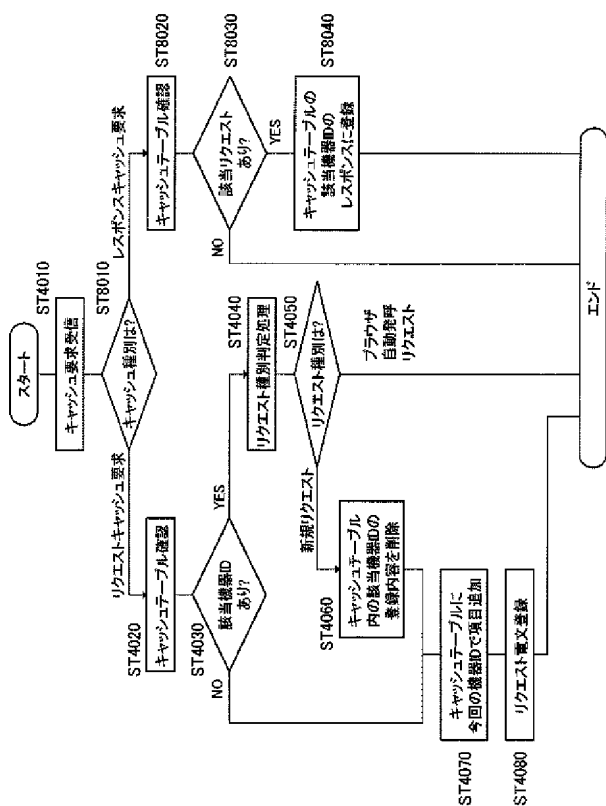 スタート
ST4010
キャッシュ要求受信
ST8010
キャッシュ種別は?
リクエストキャッシュ要求
レスポンスキャッシュ要求
ST4020
キャッシュテーブル確認
ST4030
該当機器ID
あり?
NO
YES
ST4040
リクエスト種別判定処理
ST4050
リクエスト種別は?
新規リクエスト
ブラウザ
自動発呼
リクエスト
ST4060
キャッシュテーブル
内の該当機器IDの
登録内容を削除
ST4070
キャッシュテーブルに
今回の機器IDで項目追加
ST4080
リクエスト電文登録
ST8020
キャッシュテーブル確認
ST8030
該当リクエスト
あり?
NO
YES
ST8040
キャッシュテーブルの
該当機器IDの
レスポンスに登録
エンド